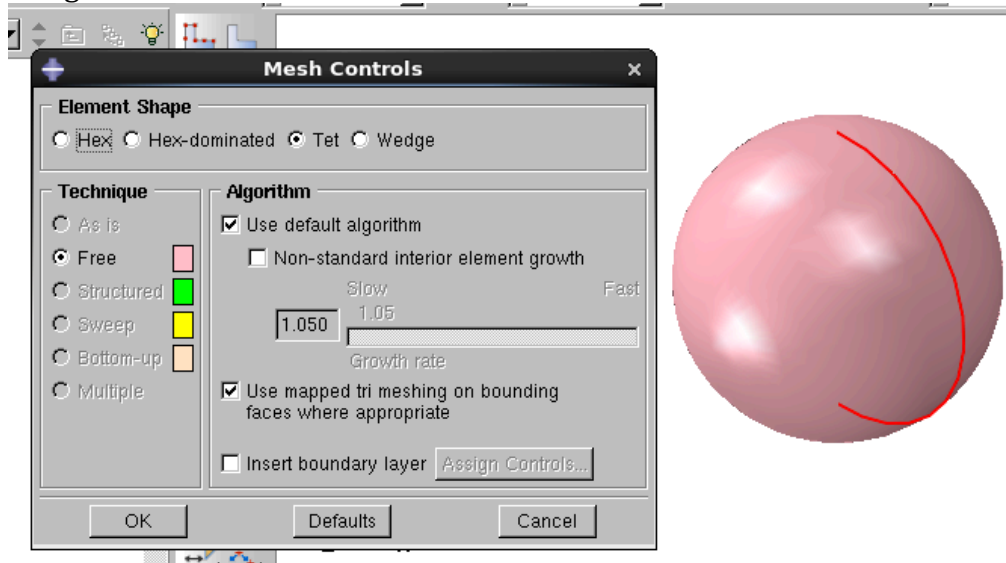 Mesh Controls
Element Shape
Hex Hex-dominated Tet Wedge
Technique
As is
Free
Structured
Sweep
Bottom-up
Multiple
Algorithm
Use default algorithm
Non-standard interior element growth
Slow Fast
1.05
1.050
Growth rate
Use mapped tri meshing on bounding
faces where appropriate
Insert boundary layer Assign Controls...
OK Defaults Cancel